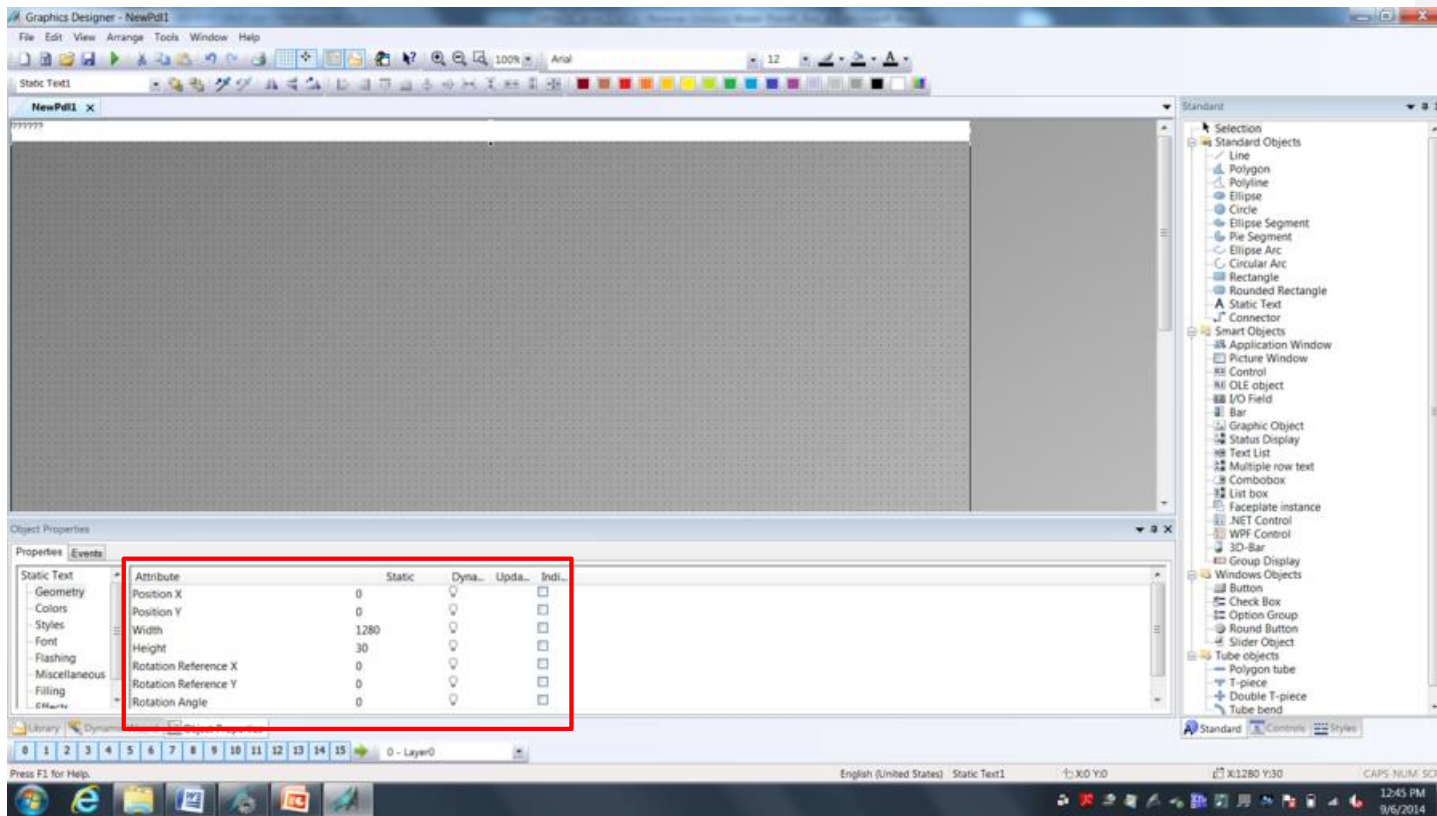 Graphics Designer - NewPdl1
File Edit View Arrange Tools Window Help
100% Arial 12
Static Text1
NewPdl1 X
Standard
??????
Selection
Standard Objects
Line
Polygon
Polyline
Ellipse
Circle
Ellipse Segment
Pie Segment
Ellipse Arc
Circular Arc
Rectangle
Rounded Rectangle
A Static Text
Connector
Smart Objects
Application Window
Picture Window
Control
OLE object
I/O Field
Bar
Graphic Object
Status Display
Text List
Multiple row text
Combobox
List box
Faceplate instance
.NET Control
WPF Control
3D-Bar
Group Display
Windows Objects
Button
Check Box
Option Group
Round Button
Slider Object
Tube objects
Polygon tube
T-piece
Double T-piece
Tube bend
Object Properties
Properties Events
Static Text
Geometry
Colors
Styles
Font
Flashing
Miscellaneous
Filling
Effects
Attribute Static Dyna... Upda... Indi...
Position X 0
Position Y 0
Width 1280
Height 30
Rotation Reference X 0
Rotation Reference Y 0
Rotation Angle 0
Library Dynamic Wizard Object Properties
Standard Controls Styles
0 1 2 3 4 5 6 7 8 9 10 11 12 13 14 15 0 - Layer0
Press F1 for Help. English (United States) Static Text1 X:0 Y:0 X:1280 Y:30 CAPS NUM SC
12:45 PM
9/6/2014